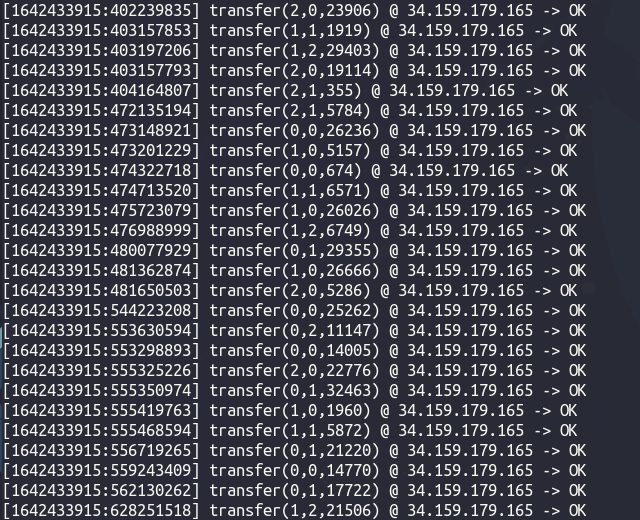 [1642433915:402239835] transfer(2,0,23906) @ 34.159.179.165 -> OK
[1642433915:403157853] transfer(1,1,1919) @ 34.159.179.165 -> OK
[1642433915:403197206] transfer(1,2,29403) @ 34.159.179.165 -> OK
[1642433915:403157793] transfer(2,0,19114) @ 34.159.179.165 -> OK
[1642433915:404164807] transfer(2,1,355) @ 34.159.179.165 -> OK
[1642433915:472135194] transfer(2,1,5784) @ 34.159.179.165 -> OK
[1642433915:473148921] transfer(0,0,26236) @ 34.159.179.165 -> OK
[1642433915:473201229] transfer(1,0,5157) @ 34.159.179.165 -> OK
[1642433915:474322718] transfer(0,0,674) @ 34.159.179.165 -> OK
[1642433915:474713520] transfer(1,1,6571) @ 34.159.179.165 -> OK
[1642433915:475723079] transfer(1,0,26026) @ 34.159.179.165 -> OK
[1642433915:476988999] transfer(1,2,6749) @ 34.159.179.165 -> OK
[1642433915:480077929] transfer(0,1,29355) @ 34.159.179.165 -> OK
[1642433915:481362874] transfer(1,0,26666) @ 34.159.179.165 -> OK
[1642433915:481650503] transfer(2,0,5286) @ 34.159.179.165 -> OK
[1642433915:544223208] transfer(0,0,25262) @ 34.159.179.165 -> OK
[1642433915:553630594] transfer(0,2,11147) @ 34.159.179.165 -> OK
[1642433915:553298893] transfer(0,0,14005) @ 34.159.179.165 -> OK
[1642433915:555325226] transfer(2,0,22776) @ 34.159.179.165 -> OK
[1642433915:555350974] transfer(0,1,32463) @ 34.159.179.165 -> OK
[1642433915:555419763] transfer(1,0,1960) @ 34.159.179.165 -> OK
[1642433915:555468594] transfer(1,1,5872) @ 34.159.179.165 -> OK
[1642433915:556719265] transfer(0,1,21220) @ 34.159.179.165 -> OK
[1642433915:559243409] transfer(0,0,14770) @ 34.159.179.165 -> OK
[1642433915:562130262] transfer(0,1,17722) @ 34.159.179.165 -> OK
[1642433915:628251518] transfer(1,2,21506) @ 34.159.179.165 -> OK